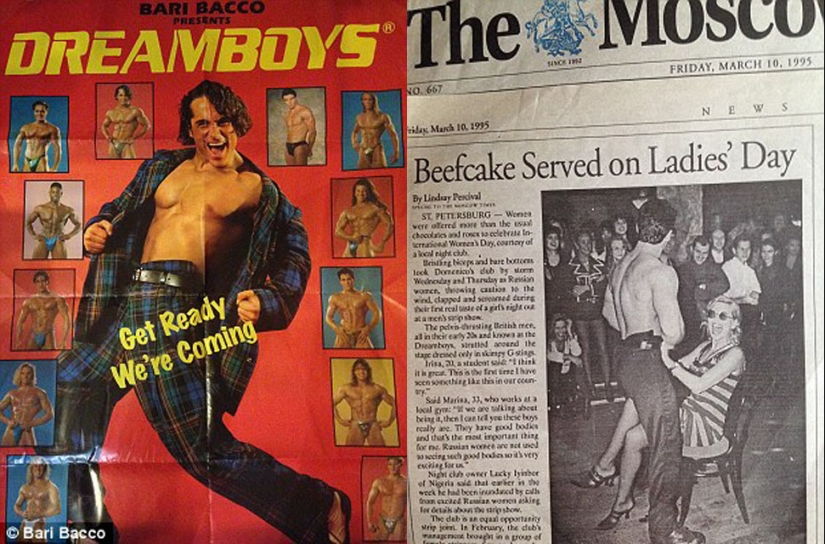 BARI BACCO
PRESENTS
DREAMBOYS®
Get Ready
We're Coming
© Bari Bacco
The Mosco
SINCE 1992
NO. 667
FRIDAY, MARCH 10, 1995
NEWS
riday, March 10, 1995
Beefcake Served on Ladies' Day
By Lindsay Percival
SPECIAL TO THE MOSCOW TIMES
ST. PETERSBURG — Women
were offered more than the usual
chocolates and roses to celebrate In-
ternational Women's Day, courtesy of
a local night club.
Bristling biceps and bare bottoms
took Domenico's club by storm
Wednesday and Thursday as Russian
women, throwing caution to the
wind, clapped and screamed during
their first real taste of a girl's night out
at a men's strip show.
The pelvis-thrusting British men,
all in their early 20s and known as the
Dreamboys, strutted around the
stage dressed only in skimpy G-stings.
Irina, 20, a student said: "I think
it is great. This is the first time I have
seen something like this in our coun-
try."
Said Marina, 33, who works at a
local gym: "If we are talking about
being it, then I can tell you these boys
really are. They have good bodies
and that's the most important thing
for me. Russian women are not used
to seeing such good bodies so it's very
exciting for us."
Night club owner Lucky Iyinbor
of Nigeria said that earlier in the
week he had been inundated by calls
from excited Russian women asking
for details about the strip show.
The club is an equal opportunity
strip joint. In February, the club's
management brought in a group of